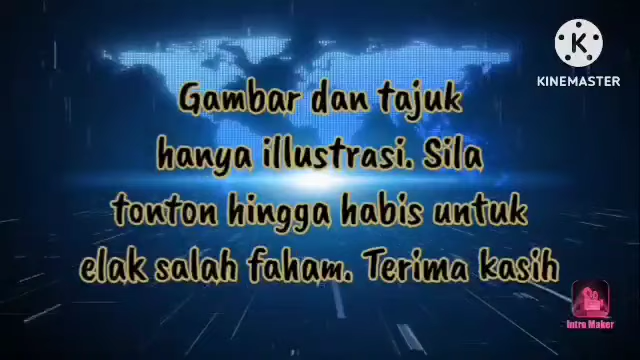 KINEMASTER
Gambar dan tajuk
hanya illustrasi. Sila
tonton hingga habis untuk
elak salah faham. Terima kasih
Intro Maker